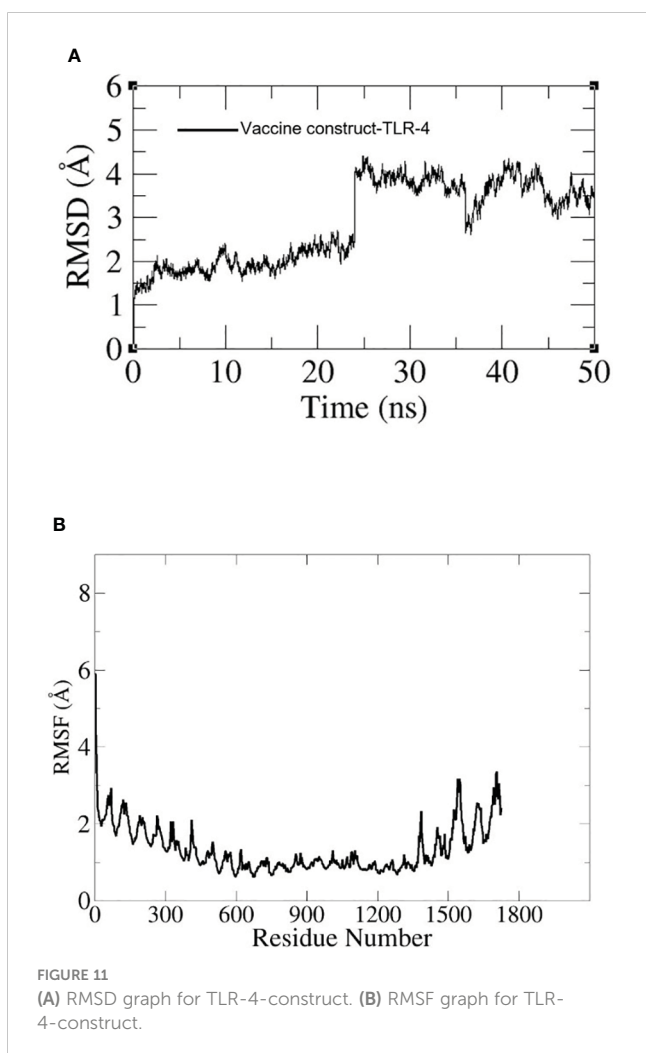 A
6
5
4
3
2
1
0
RMSD (Å)
Vaccine construct-TLR-4
0 10 20 30 40 50
Time (ns)
B
8
6
4
2
0
RMSF (Å)
0 300 600 900 1200 1500 1800
Residue Number
FIGURE 11
(A) RMSD graph for TLR-4-construct. (B) RMSF graph for TLR-
4-construct.